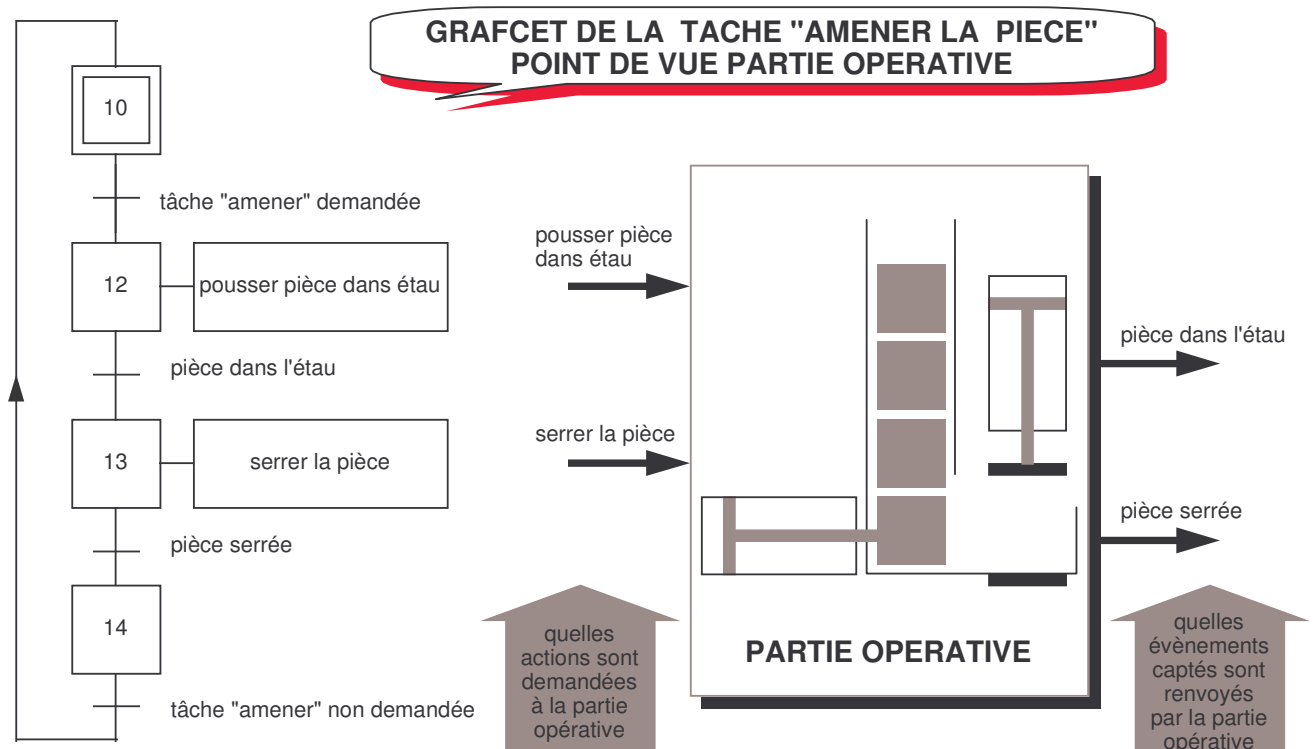 GRAFCET DE LA TACHE "AMENER LA PIECE"
POINT DE VUE PARTIE OPERATIVE
10
tâche "amener" demandée
12
pousser pièce dans étau
pièce dans l'étau
13
serrer la pièce
pièce serrée
14
tâche "amener" non demandée
pousser pièce
dans étau
serrer la pièce
pièce dans l'étau
pièce serrée
PARTIE OPERATIVE
quelles
actions sont
demandées
à la partie
opérative
quelles
évènements
captés sont
renvoyés
par la partie
opérative